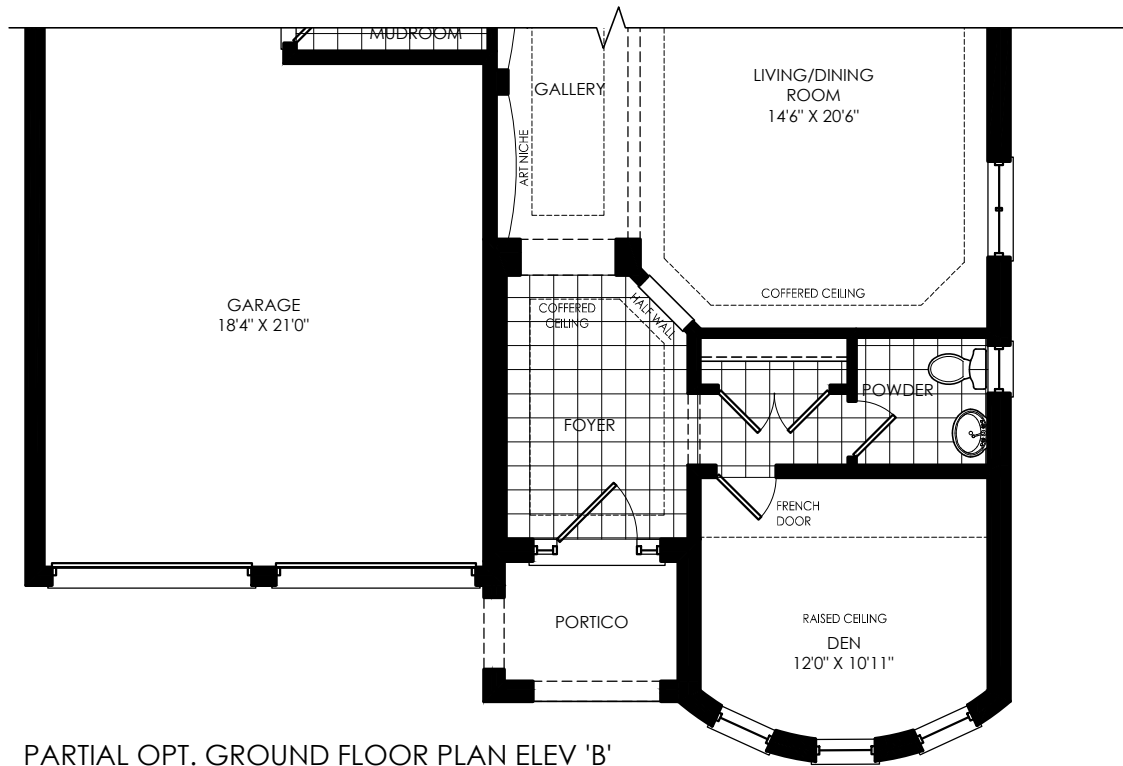 MUDROOM
GALLERY
LIVING/DINING
ROOM
14'6" X 20'6"
ART NICHE
GARAGE
18'4" X 21'0"
COFFERED
CEILING
HALF WALL
COFFERED CEILING
POWDER
FOYER
FRENCH
DOOR
PORTICO
RAISED CEILING
DEN
12'0" X 10'11"
PARTIAL OPT. GROUND FLOOR PLAN ELEV 'B'